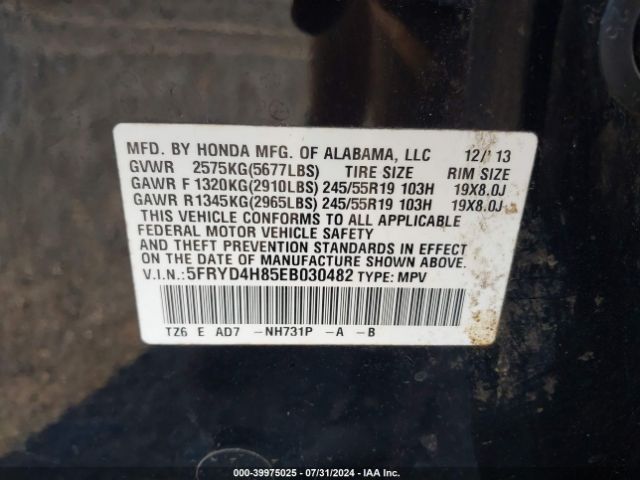 MFD. BY HONDA MFG. OF ALABAMA, LLC 12/13
GVWR 2575KG(5677LBS) TIRE SIZE RIM SIZE
GAWR F 1320KG(2910LBS) 245/55R19 103H 19X8.0J
GAWR R 1345KG(2965LBS) 245/55R19 103H 19X8.0J
THIS VEHICLE CONFORMS TO ALL APPLICABLE
FEDERAL MOTOR VEHICLE SAFETY
AND THEFT PREVENTION STANDARDS IN EFFECT
ON THE DATE OF MANUFACTURE SHOWN ABOVE.
V.I.N.:5FRYD4H85EB030482 TYPE: MPV
TZ6 E AD7 -NH731P -A -B
000-39975025 - 07/31/2024 - IAA Inc.